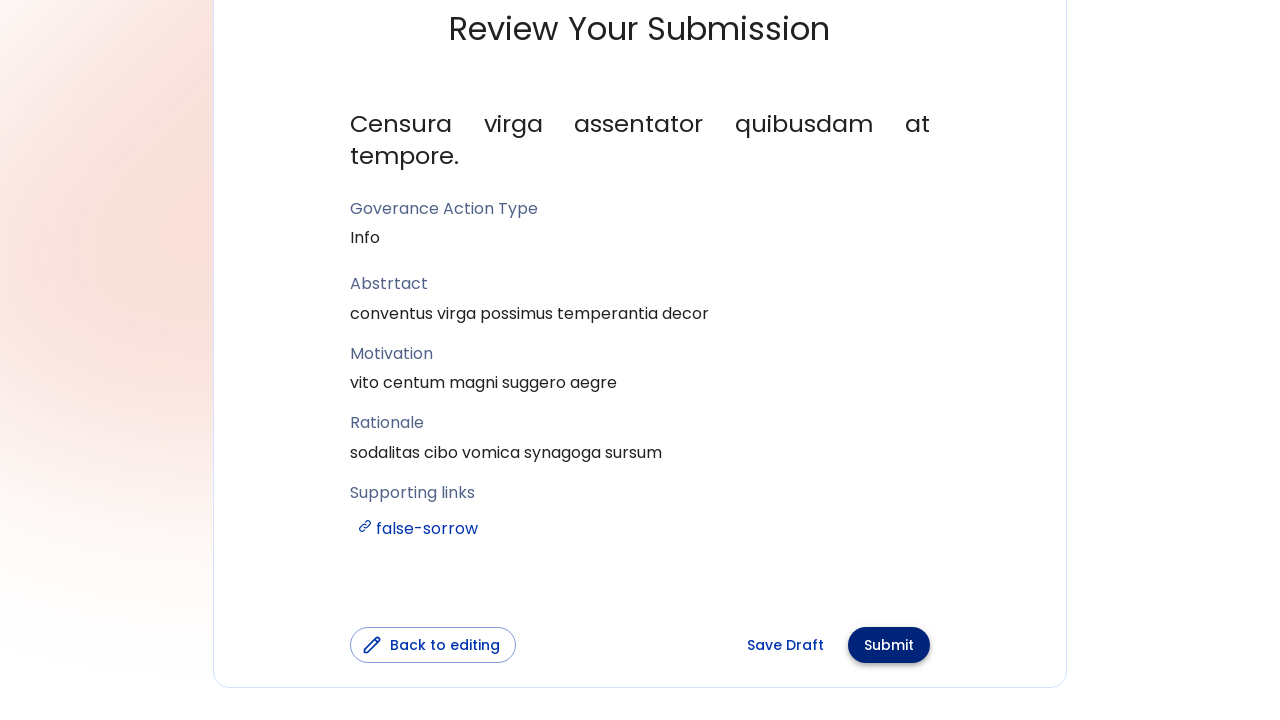 Review Your Submission
Censura virga assentator quibusdam at
tempore.
Goverance Action Type
Info
Abstrtact
conventus virga possimus temperantia decor
Motivation
vito centum magni suggero aegre
Rationale
sodalitas cibo vomica synagoga sursum
Supporting links
false-sorrow
Back to editing
Save Draft
Submit